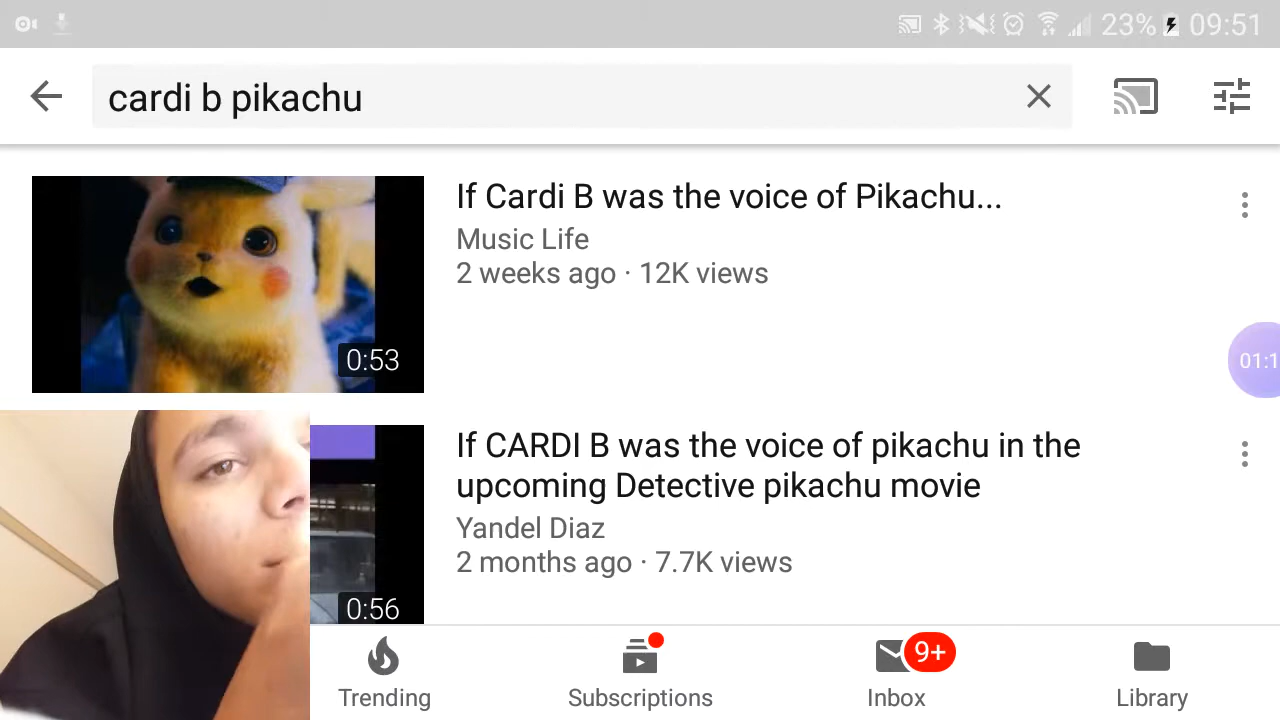 23% 09:51
cardi b pikachu
If Cardi B was the voice of Pikachu...
Music Life
2 weeks ago · 12K views
0:53
01:1
If CARDI B was the voice of pikachu in the
upcoming Detective pikachu movie
Yandel Diaz
2 months ago · 7.7K views
0:56
9+
Trending
Subscriptions
Inbox
Library